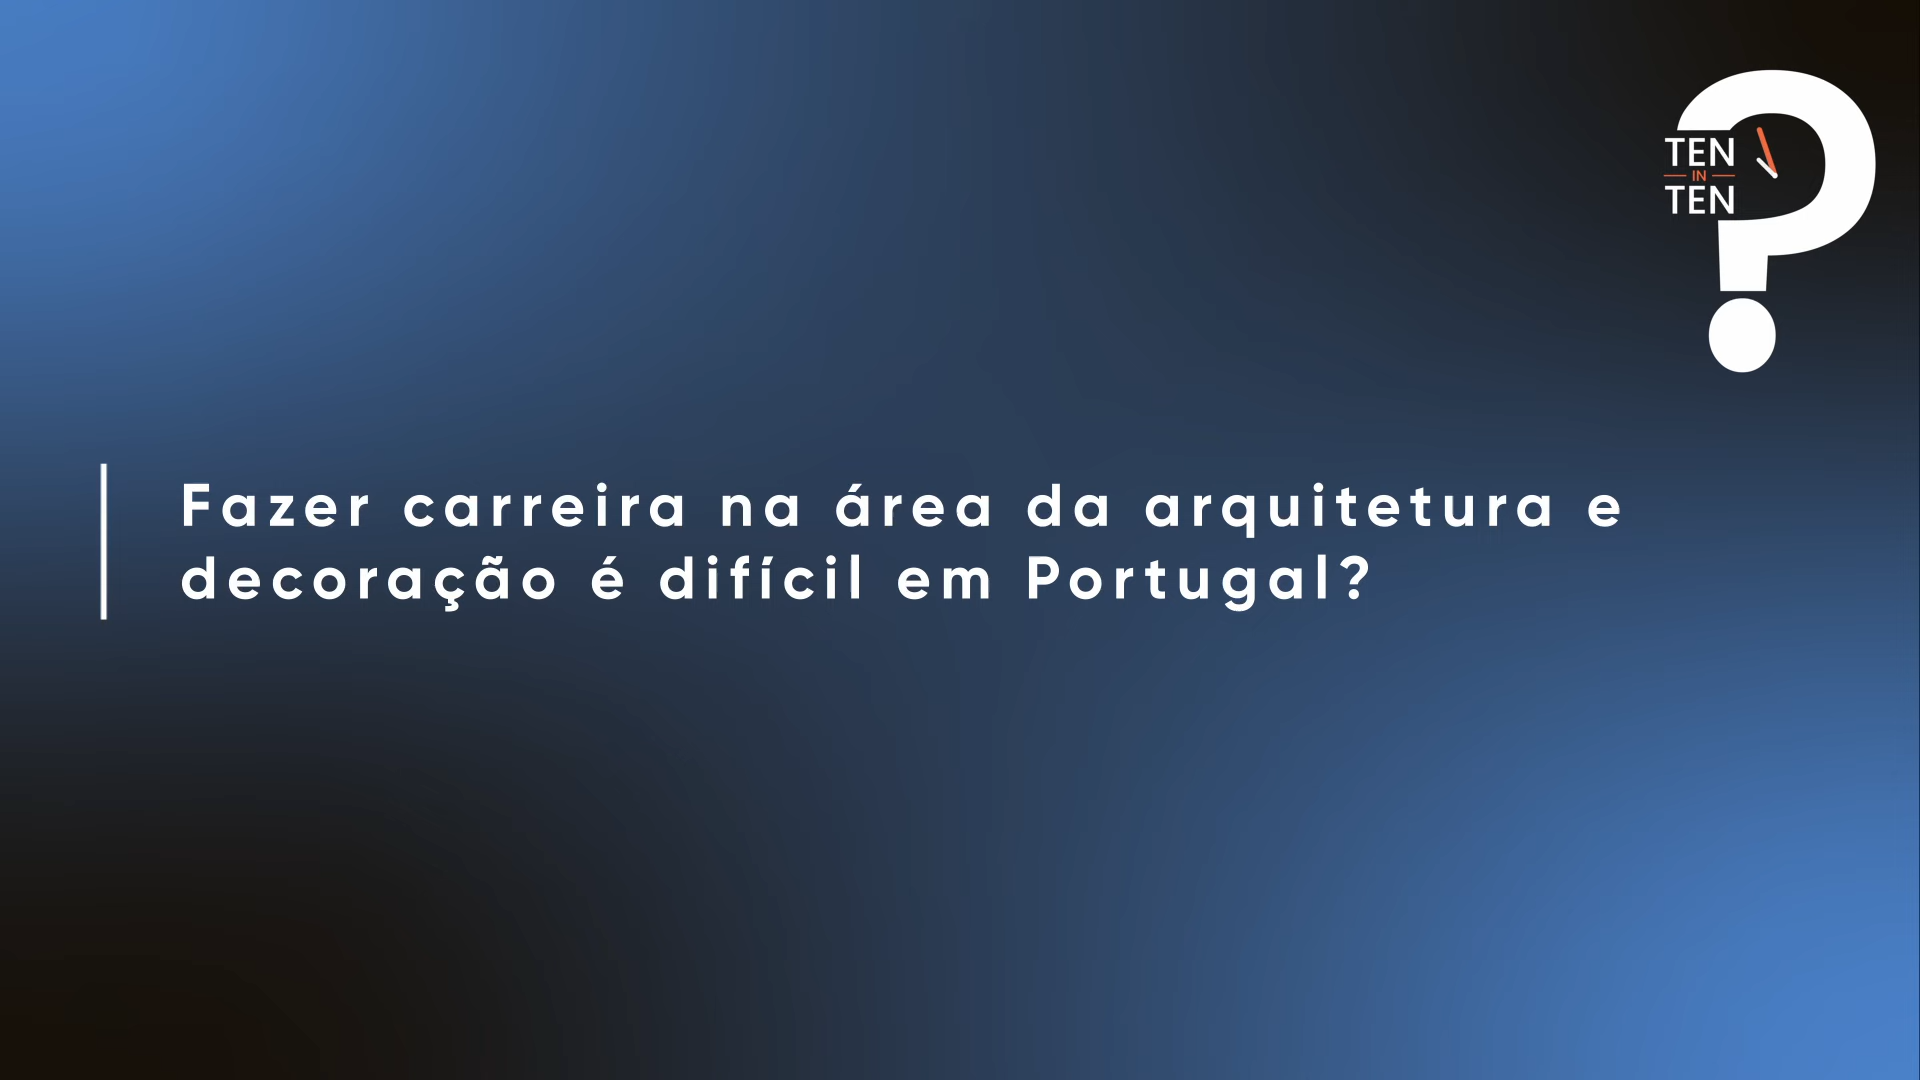 TEN
IN
TEN
Fazer carreira na área da arquitetura e
decoração é difícil em Portugal?